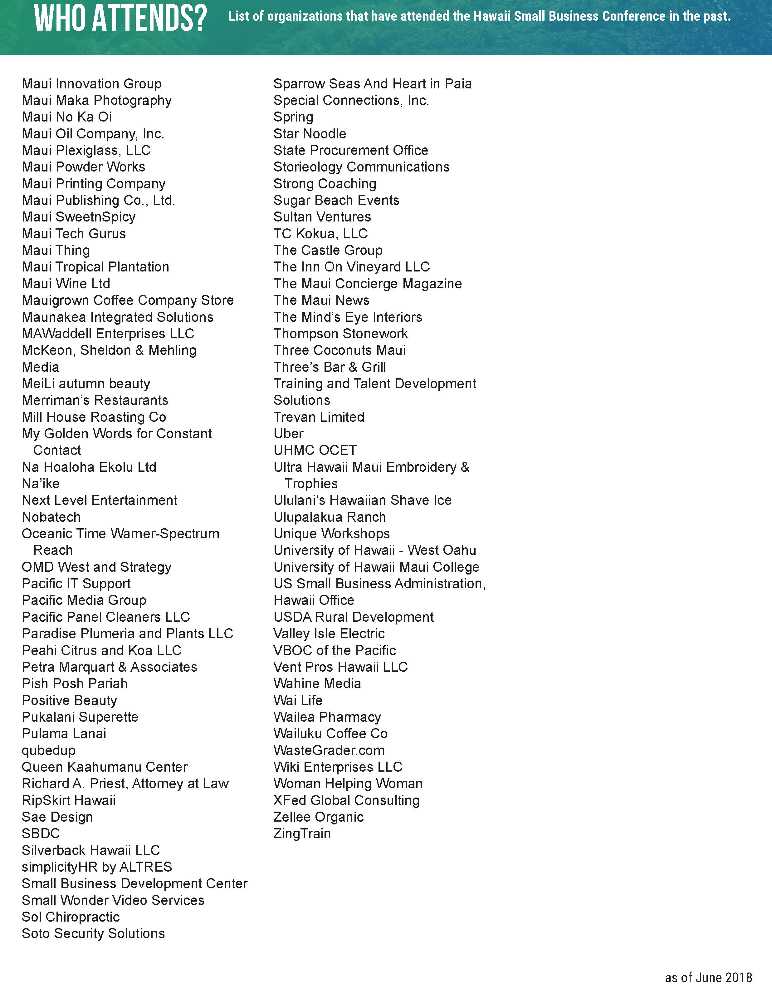 WHO ATTENDS?
List of organizations that have attended the Hawaii Small Business Conference in the past.
Maui Innovation Group
Maui Maka Photography
Maui No Ka Oi
Maui Oil Company, Inc.
Maui Plexiglass, LLC
Maui Powder Works
Maui Printing Company
Maui Publishing Co., Ltd.
Maui SweetnSpicy
Maui Tech Gurus
Maui Thing
Maui Tropical Plantation
Maui Wine Ltd
Mauigrown Coffee Company Store
Maunakea Integrated Solutions
MAWaddell Enterprises LLC
McKeon, Sheldon & Mehling
Media
MeiLi autumn beauty
Merriman’s Restaurants
Mill House Roasting Co
My Golden Words for Constant
Contact
Na Hoaloha Ekolu Ltd
Na’ike
Next Level Entertainment
Nobatech
Oceanic Time Warner-Spectrum
Reach
OMD West and Strategy
Pacific IT Support
Pacific Media Group
Pacific Panel Cleaners LLC
Paradise Plumeria and Plants LLC
Peahi Citrus and Koa LLC
Petra Marquart & Associates
Pish Posh Pariah
Positive Beauty
Pukalani Superette
Pulama Lanai
qubedup
Queen Kaahumanu Center
Richard A. Priest, Attorney at Law
RipSkirt Hawaii
Sae Design
SBDC
Silverback Hawaii LLC
simplicityHR by ALTRES
Small Business Development Center
Small Wonder Video Services
Sol Chiropractic
Soto Security Solutions
Sparrow Seas And Heart in Paia
Special Connections, Inc.
Spring
Star Noodle
State Procurement Office
Storieology Communications
Strong Coaching
Sugar Beach Events
Sultan Ventures
TC Kokua, LLC
The Castle Group
The Inn On Vineyard LLC
The Maui Concierge Magazine
The Maui News
The Mind’s Eye Interiors
Thompson Stonework
Three Coconuts Maui
Three’s Bar & Grill
Training and Talent Development
Solutions
Trevan Limited
Uber
UHMC OCET
Ultra Hawaii Maui Embroidery &
Trophies
Ululani’s Hawaiian Shave Ice
Ulupalakua Ranch
Unique Workshops
University of Hawaii - West Oahu
University of Hawaii Maui College
US Small Business Administration,
Hawaii Office
USDA Rural Development
Valley Isle Electric
VBOC of the Pacific
Vent Pros Hawaii LLC
Wahine Media
Wai Life
Wailea Pharmacy
Wailuku Coffee Co
WasteGrader.com
Wiki Enterprises LLC
Woman Helping Woman
XFed Global Consulting
Zellee Organic
ZingTrain
as of June 2018